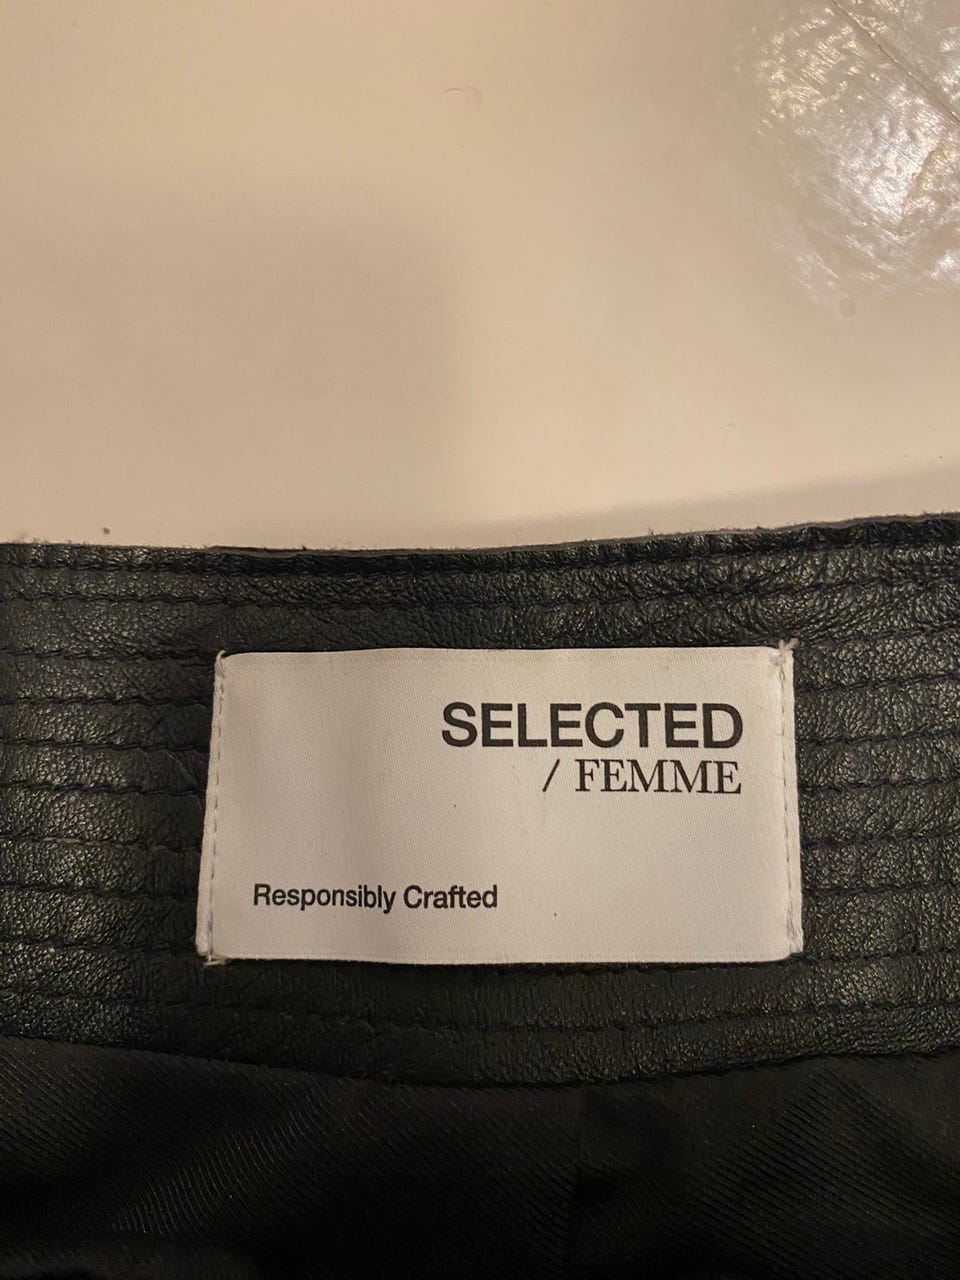 SELECTED
/ FEMME
Responsibly Crafted